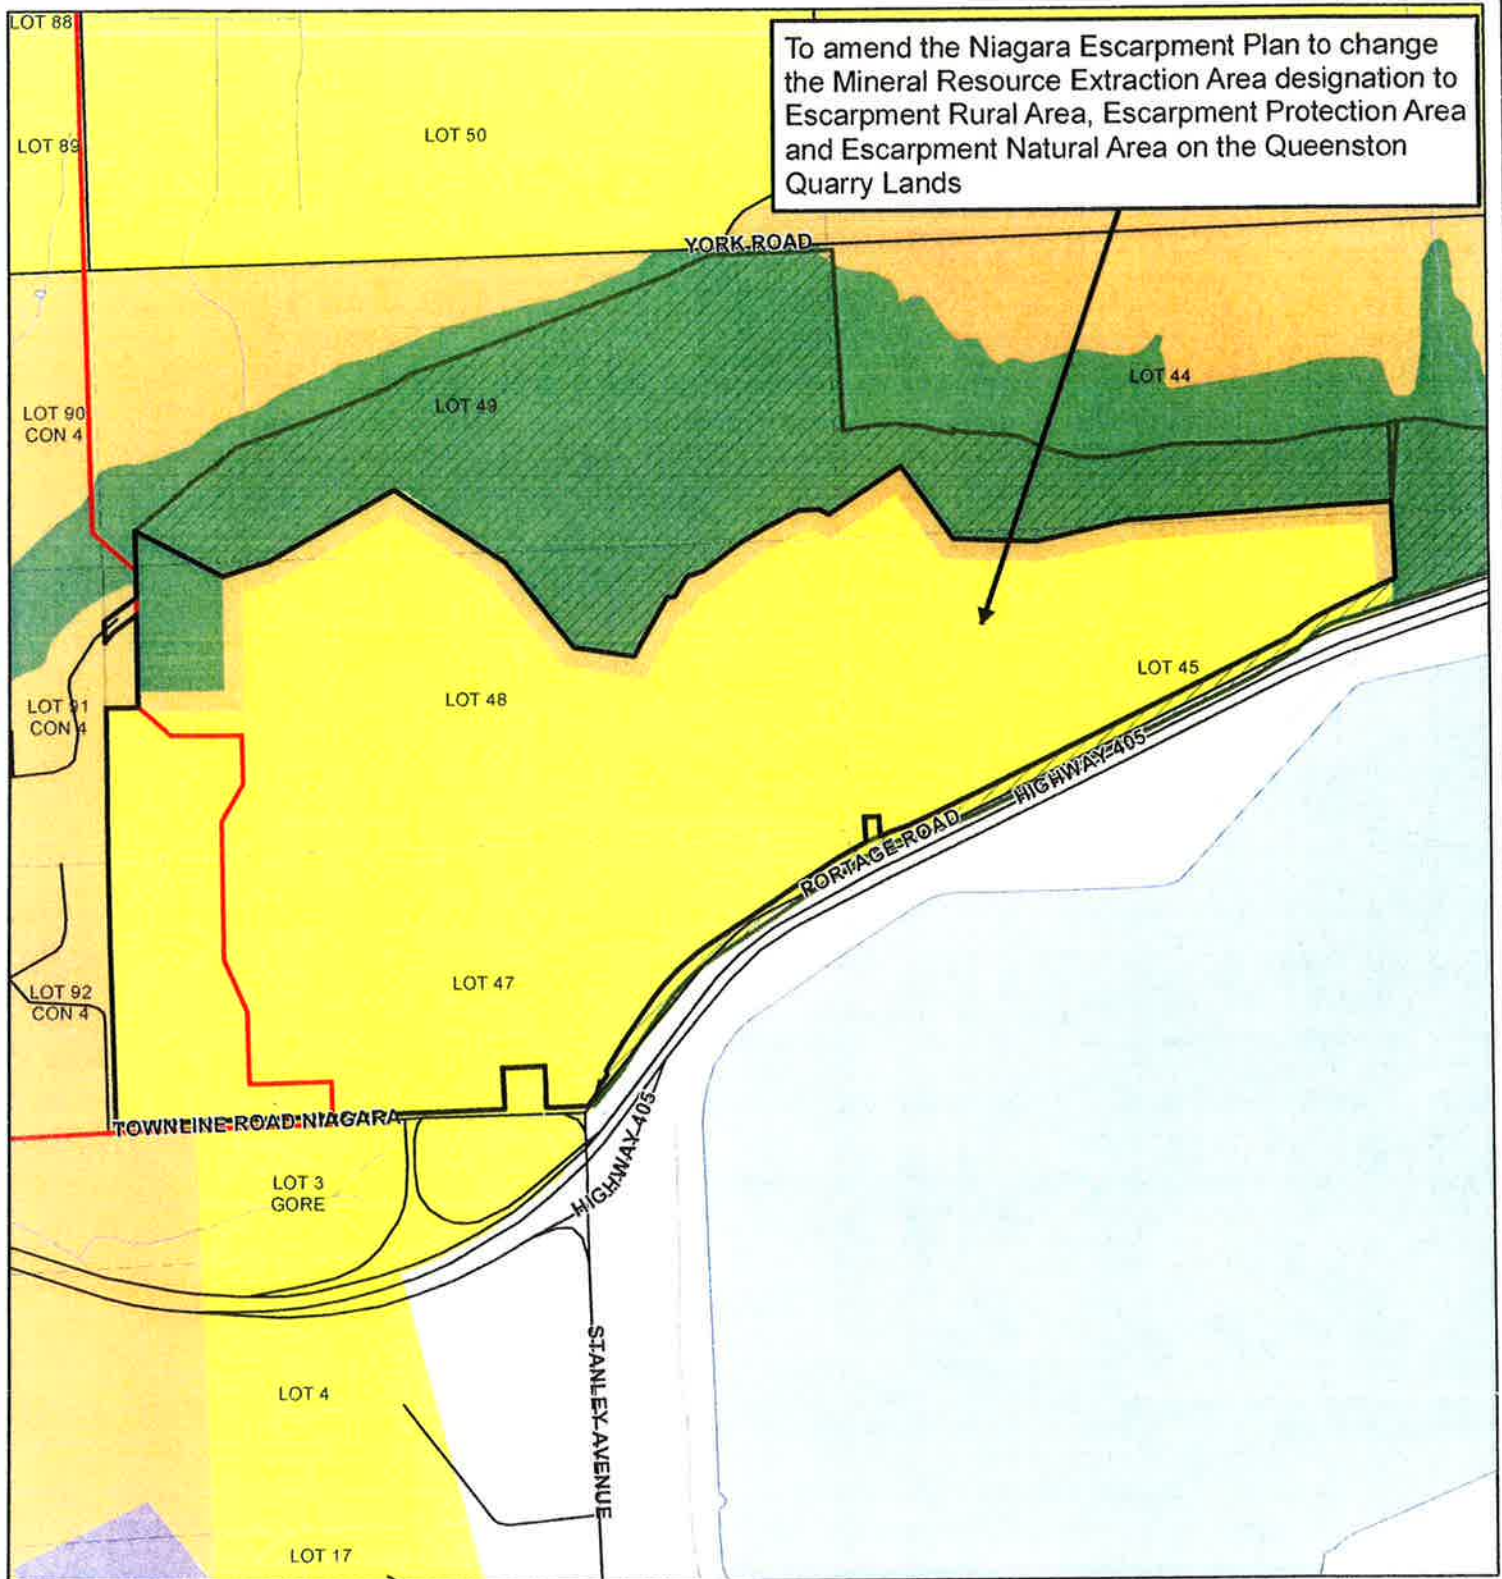 LOT 88
To amend the Niagara Escarpment Plan to change
the Mineral Resource Extraction Area designation to
Escarpment Rural Area, Escarpment Protection Area
and Escarpment Natural Area on the Queenston
Quarry Lands
LOT 89
LOT 50
YORK ROAD
LOT 44
LOT 90
CON 4
LOT 49
LOT 45
LOT 91
CON 4
LOT 48
HIGHWAY 405
PORTAGE ROAD
LOT 92
CON 4
LOT 47
TOWNLINE ROAD NIAGARA
HIGHWAY 405
LOT 3
GORE
STANLEY AVENUE
LOT 4
LOT 17